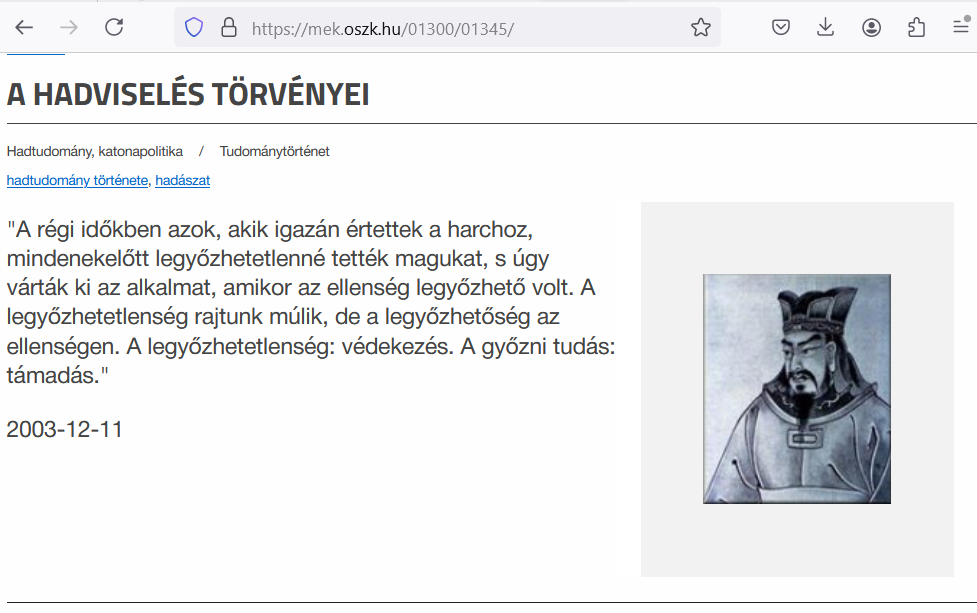 https://mek.oszk.hu/01300/01345/
A HADVISELÉS TÖRVÉNYEI
Hadtudomány, katonapolitika / Tudománytörténet
hadtudomány története, hadászat
"A régi időkben azok, akik igazán értettek a harchoz,
mindenekelőtt legyőzhetetlenné tették magukat, s úgy
várták ki az alkalmat, amikor az ellenség legyőzhető volt. A
legyőzhetetlenség rajtunk múlik, de a legyőzhetőség az
ellenségen. A legyőzhetetlenség: védekezés. A győzni tudás:
támadás."
2003-12-11